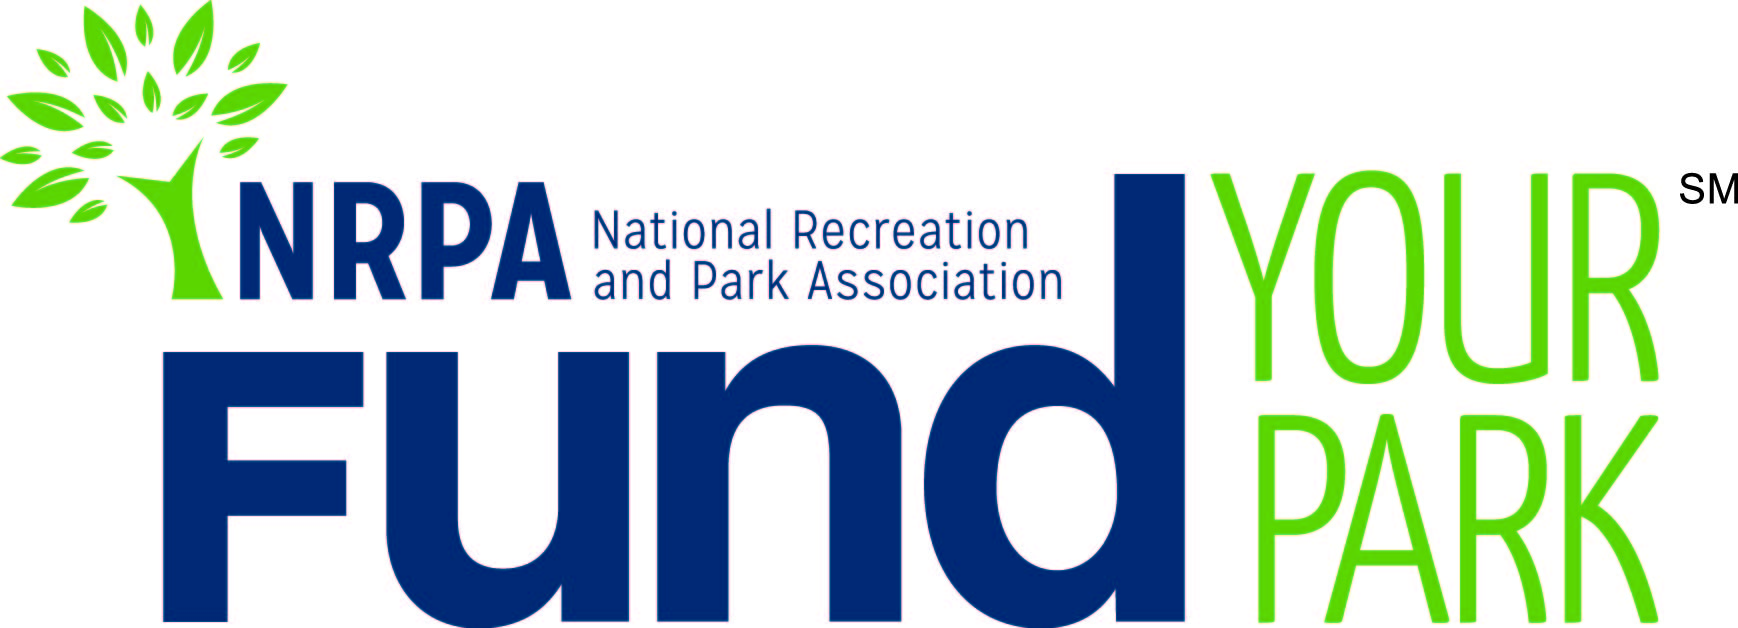 NRPA
National Recreation
and Park Association
Fund
YOUR
PARK
SM